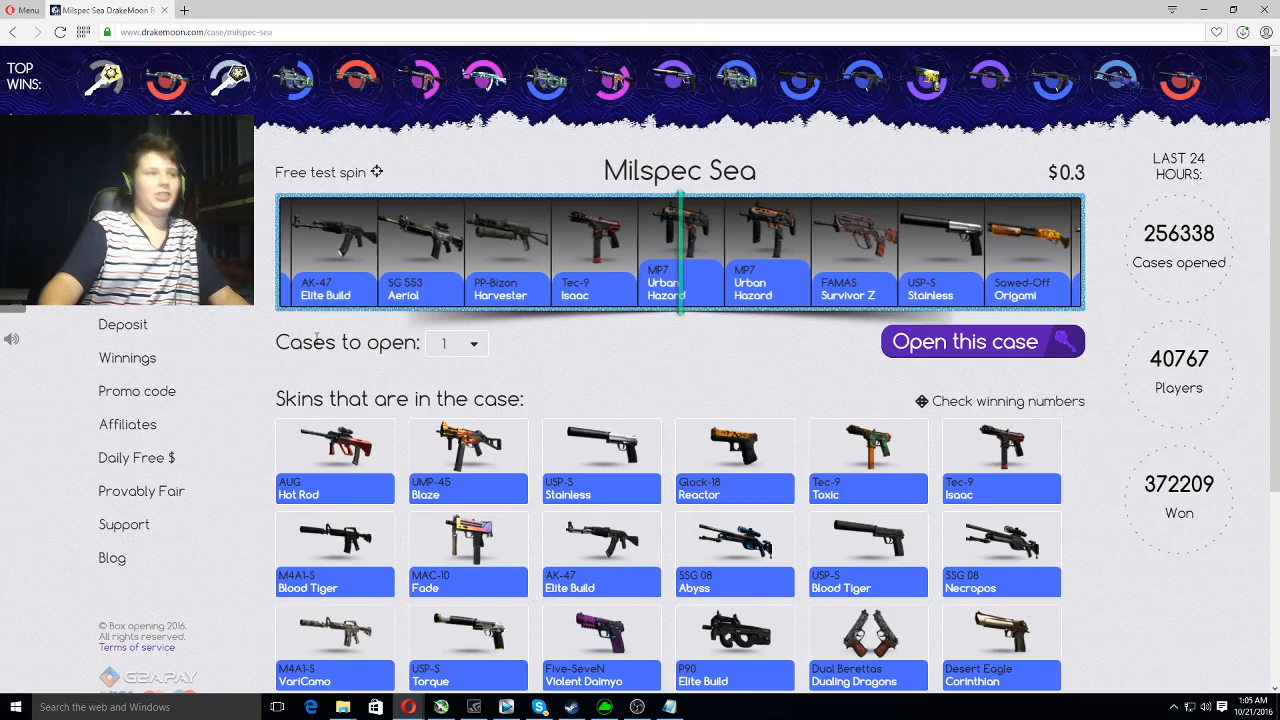 Menu
Milspec Sea DrakeMoon B
www.drakemoon.com/case/milspec-sea
TOP
WINS:
Free test spin
Milspec Sea
$0.3
LAST 24
HOURS:
AK-47
Elite Build
SG 553
Aerial
PP-Bizon
Harvester
Tec-9
Isaac
MP7
Urban
Hazard
MP7
Urban
Hazard
FAMAS
Survivor Z
USP-S
Stainless
Sawed-Off
Origami
256338
Cases opened
Deposit
Winnings
Promo code
Affiliates
Daily Free $
Provably Fair
Support
Blog
Cases to open:
1
Open this case
40767
Players
Skins that are in the case:
Check winning numbers
AUG
Hot Rod
UMP-45
Blaze
USP-S
Stainless
Glock-18
Reactor
Tec-9
Toxic
Tec-9
Isaac
372209
Won
M4A1-S
Blood Tiger
MAC-10
Fade
AK-47
Elite Build
SSG 08
Abyss
USP-S
Blood Tiger
SSG 08
Necropos
M4A1-S
VariCamo
USP-S
Torque
Five-SeveN
Violent Daimyo
P90
Elite Build
Dual Berettas
Dualing Dragons
Desert Eagle
Corinthian
© Box opening 2016.
All rights reserved.
Terms of service
G2A PAY
Search the web and Windows
1:05 AM
10/21/2016